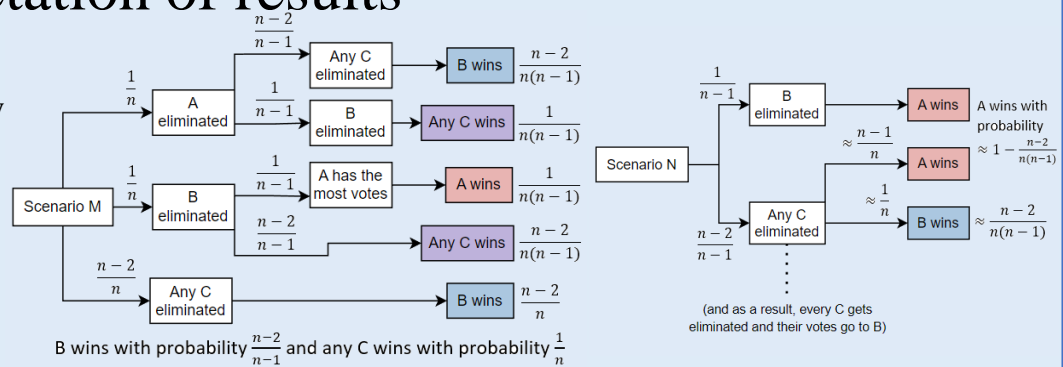 tation of results
Scenario M
1/n
A eliminated
n − 2/n − 1
Any C eliminated
B wins
n − 2/n(n − 1)
1/n − 1
B eliminated
Any C wins
1/n(n − 1)
1/n
B eliminated
1/n − 1
A has the most votes
A wins
1/n(n − 1)
n − 2/n − 1
Any C wins
n − 2/n(n − 1)
n − 2/n
Any C eliminated
B wins
n − 2/n
B wins with probability n−2/n−1 and any C wins with probability 1/n
Scenario N
1/n − 1
B eliminated
A wins
A wins with probability
≈ 1 − n−2/n(n−1)
n − 2/n − 1
Any C eliminated
≈ n − 1/n
A wins
≈ 1/n
B wins
≈ n − 2/n(n − 1)
(and as a result, every C gets
eliminated and their votes go to B)